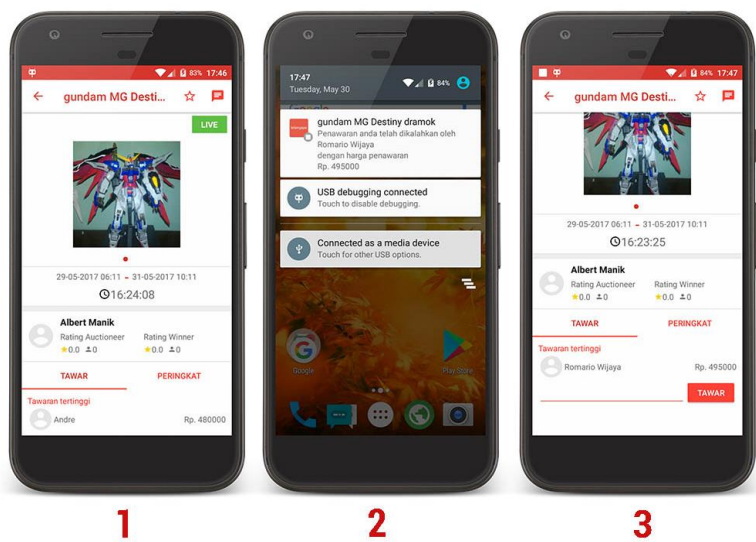 83% 17:46
gundam MG Desti...
LIVE
29-05-2017 06:11 - 31-05-2017 10:11
16:24:08
Albert Manik
Rating Auctioneer Rating Winner
0.0 0 0.0 0
TAWAR PERINGKAT
Tawaran tertinggi
Andre Rp. 480000
1
17:47
Tuesday, May 30
84%
gundam MG Destiny dramok
Penawaran anda telah dikalahkan oleh
Romario Wijaya
dengan harga penawaran
Rp. 495000
USB debugging connected
Touch to disable debugging.
Connected as a media device
Touch for other USB options.
Google Play Store
2
84% 17:47
gundam MG Desti...
29-05-2017 06:11 - 31-05-2017 10:11
16:23:25
Albert Manik
Rating Auctioneer Rating Winner
0.0 0 0.0 0
TAWAR PERINGKAT
Tawaran tertinggi
Romario Wijaya Rp. 495000
TAWAR
3